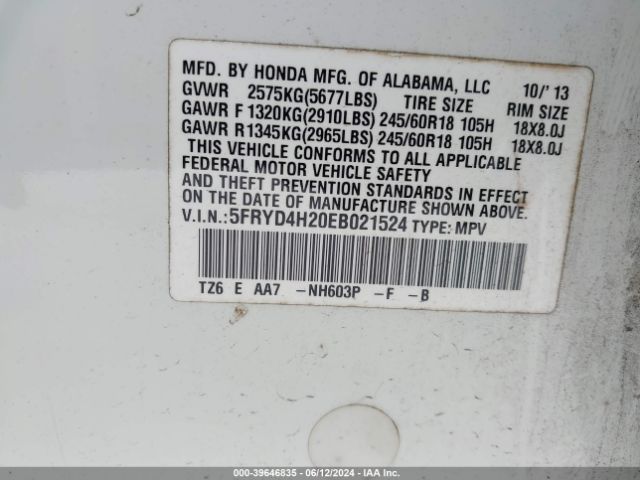 MFD. BY HONDA MFG. OF ALABAMA, LLC 10/' 13
GVWR 2575KG(5677LBS) TIRE SIZE RIM SIZE
GAWR F 1320KG(2910LBS) 245/60R18 105H 18X8.0J
GAWR R 1345KG(2965LBS) 245/60R18 105H 18X8.0J
THIS VEHICLE CONFORMS TO ALL APPLICABLE
FEDERAL MOTOR VEHICLE SAFETY
AND THEFT PREVENTION STANDARDS IN EFFECT
ON THE DATE OF MANUFACTURE SHOWN ABOVE.
V.I.N.: 5FRYD4H20EB021524 TYPE: MPV
TZ6 E AA7 -NH603P -F -B
000-39646835 - 06/12/2024 - IAA Inc.